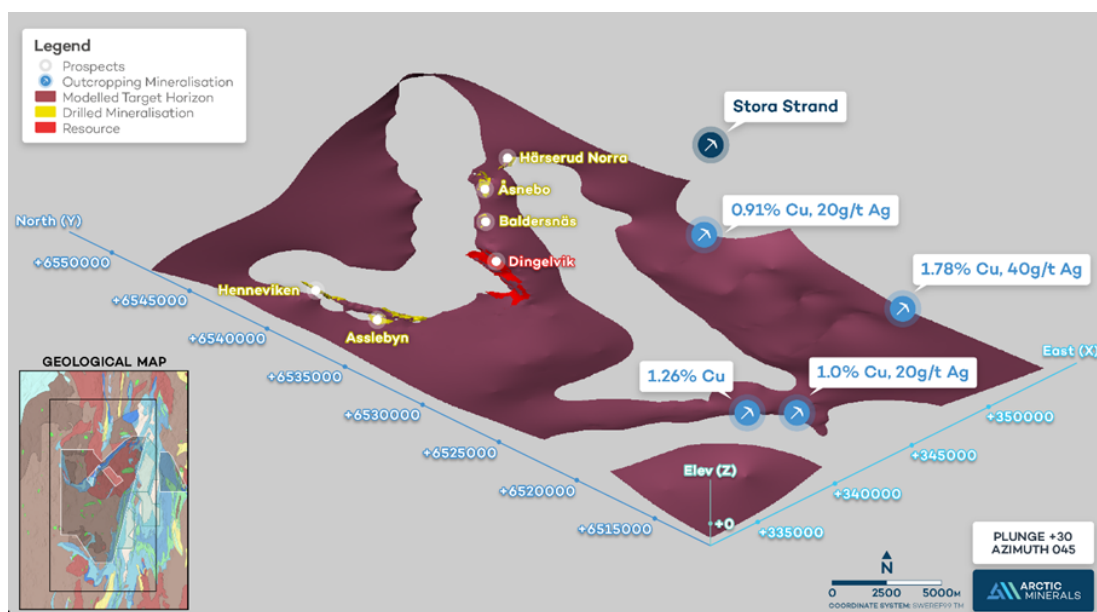 Legend
Prospects
Outcropping Mineralisation
Modelled Target Horizon
Drilled Mineralisation
Resource
Stora Strand
Härserud Norra
Åsnebo
0.91% Cu, 20g/t Ag
Baldersnäs
North (Y)
Dingelvik
+6550000
1.78% Cu, 40g/t Ag
Henneviken
+6545000
Asslebyn
+6540000
East (X)
GEOLOGICAL MAP
+6535000
1.26% Cu
1.0% Cu, 20g/t Ag
+6530000
+350000
+6525000
+345000
Elev (Z)
+6520000
+340000
+6515000
+0
+335000
PLUNGE +30
AZIMUTH 045
N
0 2500 5000M
COORDINATE SYSTEM: SWEREF99 TM
ARCTIC
MINERALS